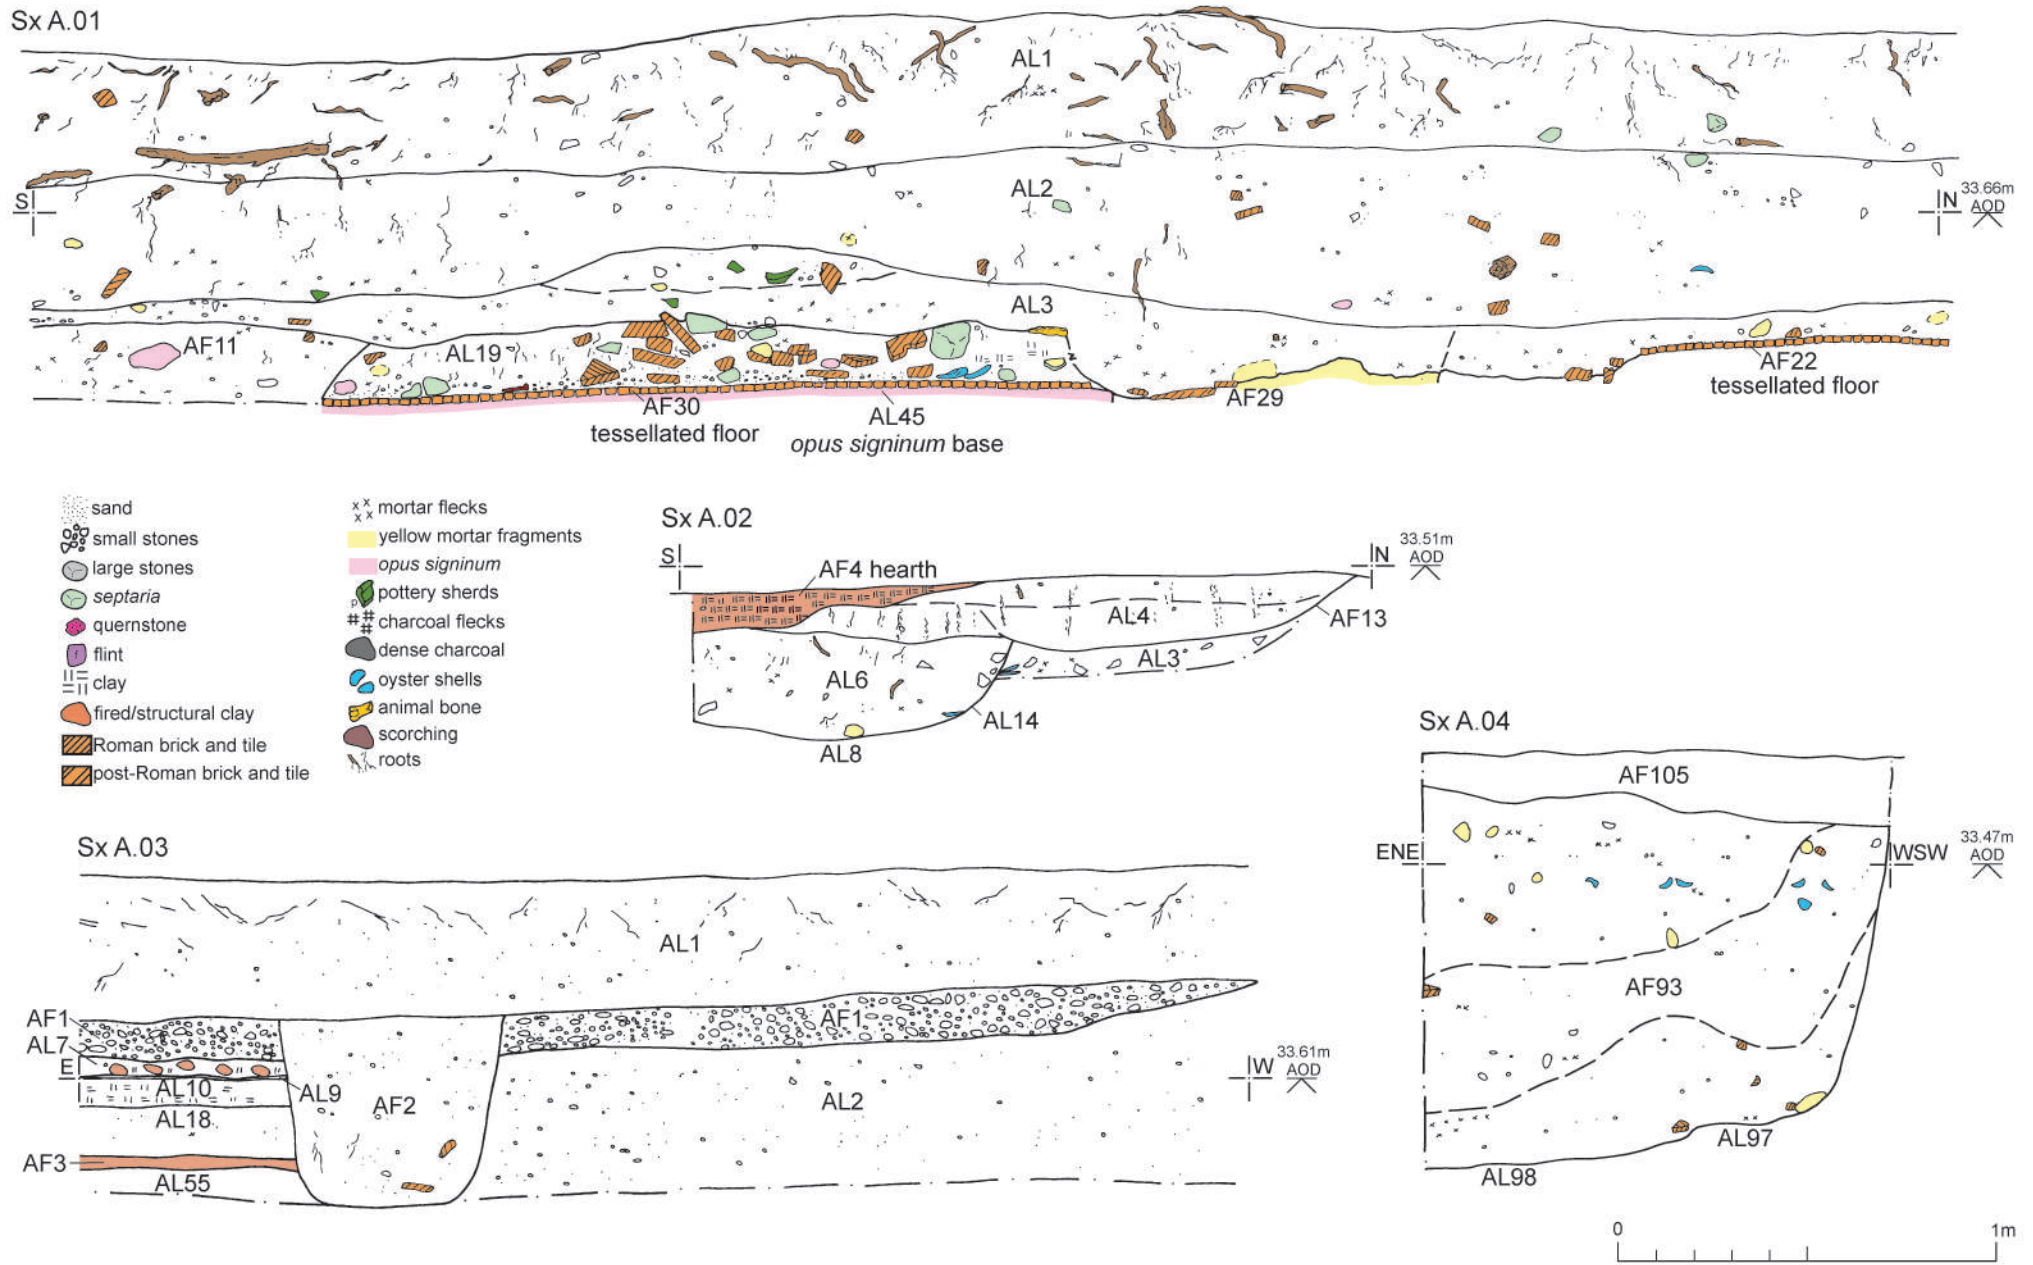 Sx A.01
AL1
AL2
S
N
33.66m
AOD
AL3
AF11
AL19
AF30
tessellated floor
AL45
opus signinum base
AF29
AF22
tessellated floor
sand
small stones
large stones
septaria
quernstone
flint
clay
fired/structural clay
Roman brick and tile
post-Roman brick and tile
mortar flecks
yellow mortar fragments
opus signinum
pottery sherds
p
charcoal flecks
dense charcoal
oyster shells
animal bone
scorching
roots
Sx A.02
S
N
33.51m
AOD
AF4 hearth
AL4
AF13
AL3
AL6
AL14
AL8
Sx A.04
AF105
ENE
WSW
33.47m
AOD
AF93
AL97
AL98
Sx A.03
AL1
AF1
AF1
AL7
E
W
33.61m
AOD
AL10
AL9
AF2
AL2
AL18
AF3
AL55
0
1m